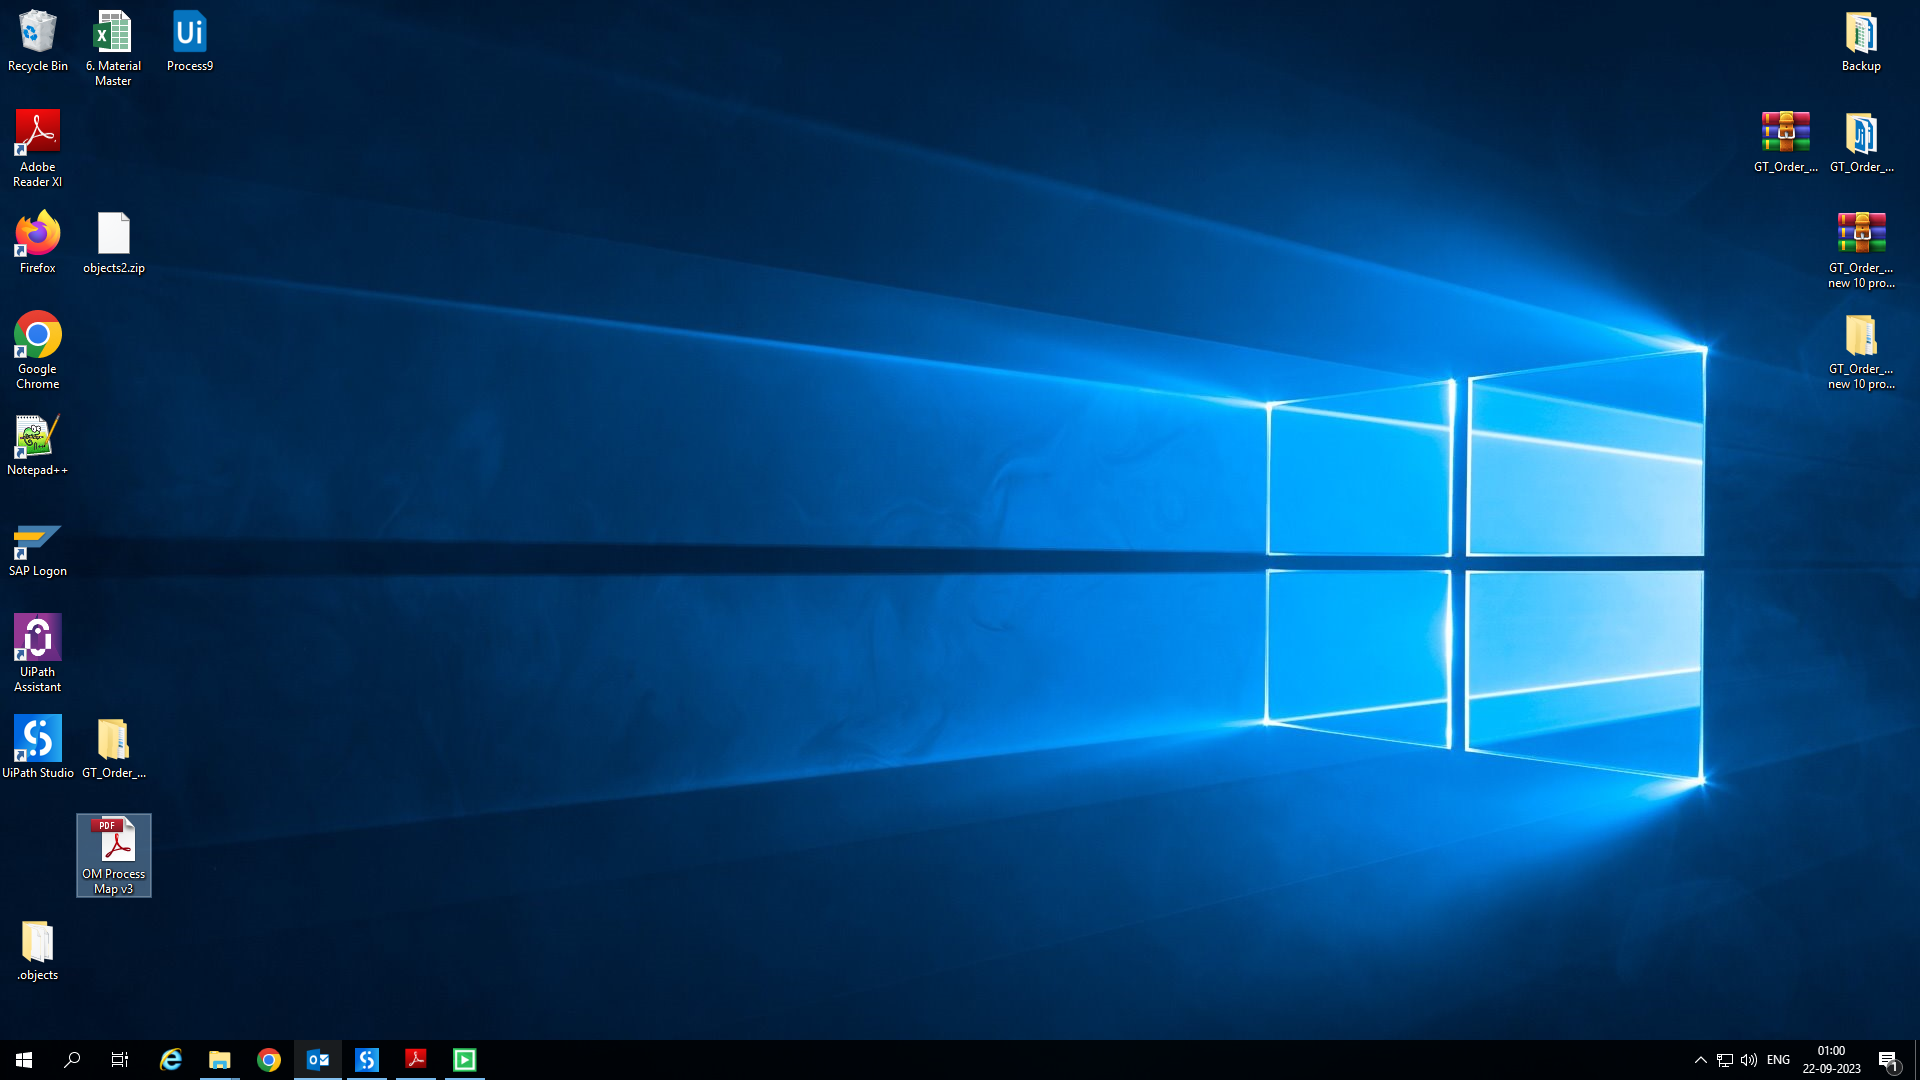 Recycle Bin
6. Material
Master
Ui
Process9
Backup
Adobe
Reader XI
GT_Order_...
Ui
GT_Order_...
Firefox
objects2.zip
GT_Order_...
new 10 pro...
Google
Chrome
GT_Order_...
new 10 pro...
Notepad++
SAP Logon
UiPath
Assistant
UiPath Studio
GT_Order_...
PDF
OM Process
Map v3
.objects
ENG
01:00
22-09-2023
1